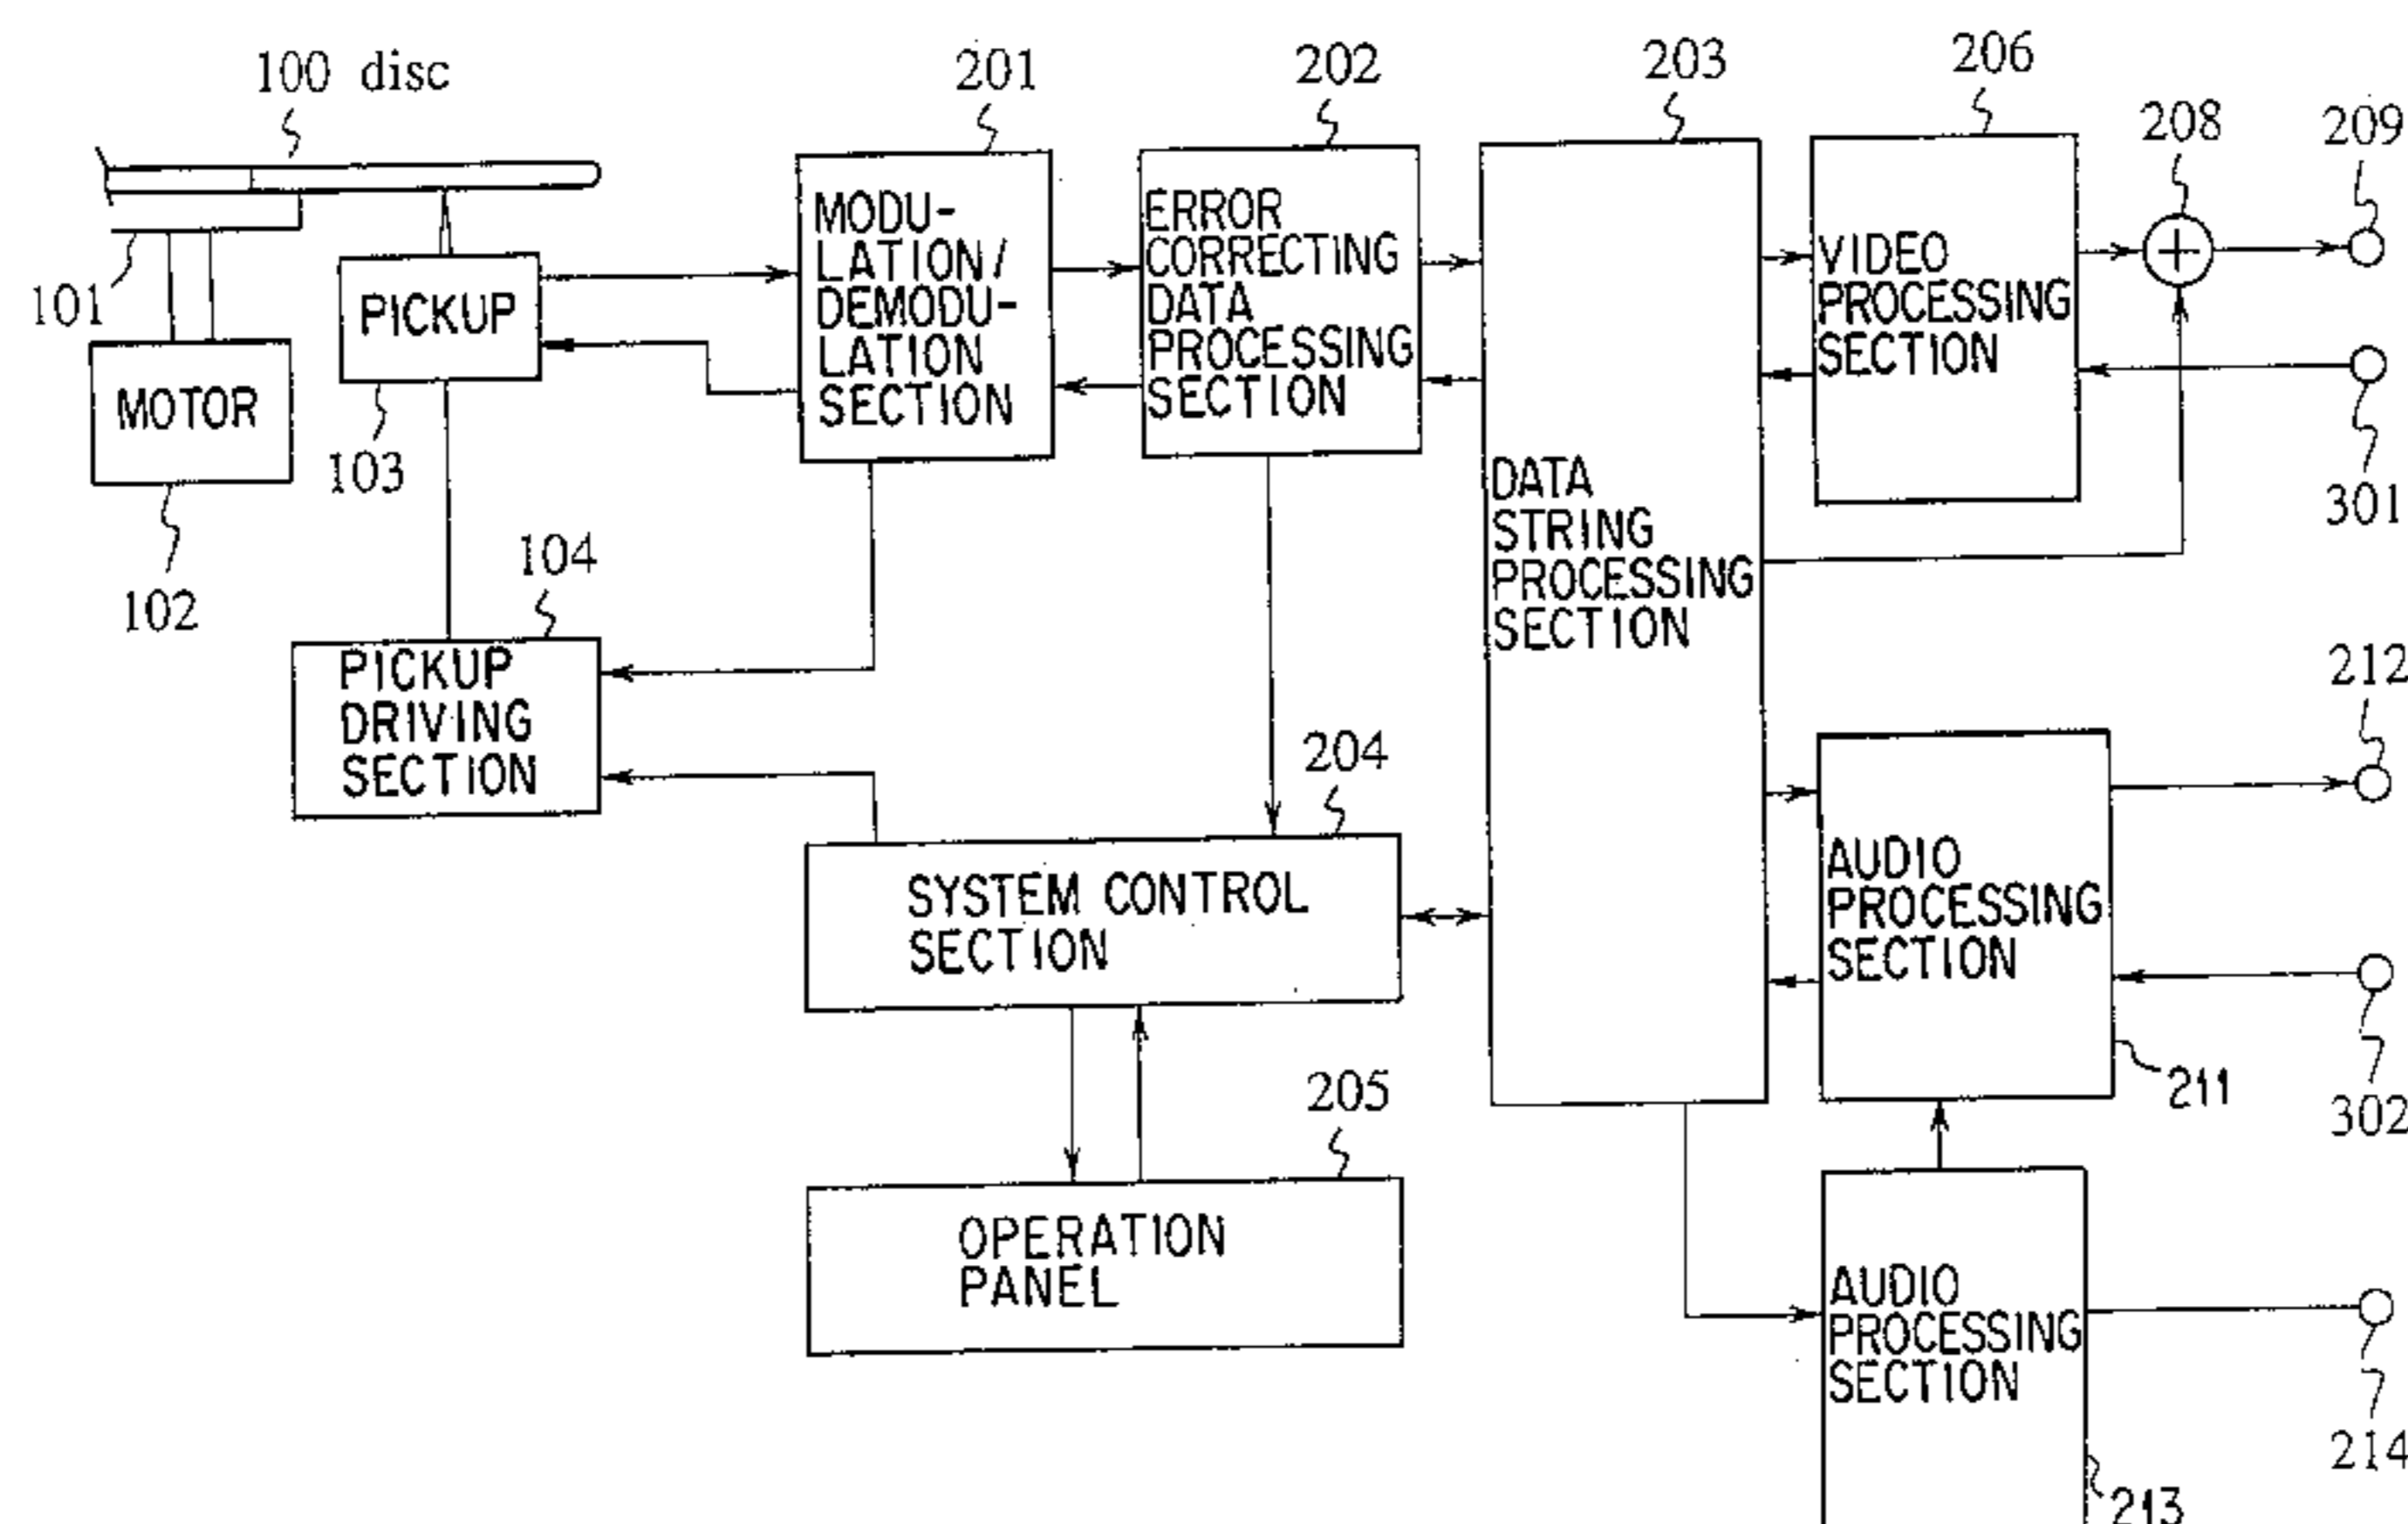 100 disc
201
202
203
206
208
209
101
MOTOR
102
PICKUP
103
104
PICKUP
DRIVING
SECTION
MODU-
LATION/
DEMODU-
LATION
SECTION
ERROR
CORRECTING
DATA
PROCESSING
SECTION
DATA
STRING
PROCESSING
SECTION
VIDEO
PROCESSING
SECTION
+
301
204
SYSTEM CONTROL
SECTION
205
OPERATION
PANEL
212
AUDIO
PROCESSING
SECTION
211
302
AUDIO
PROCESSING
SECTION
213
214